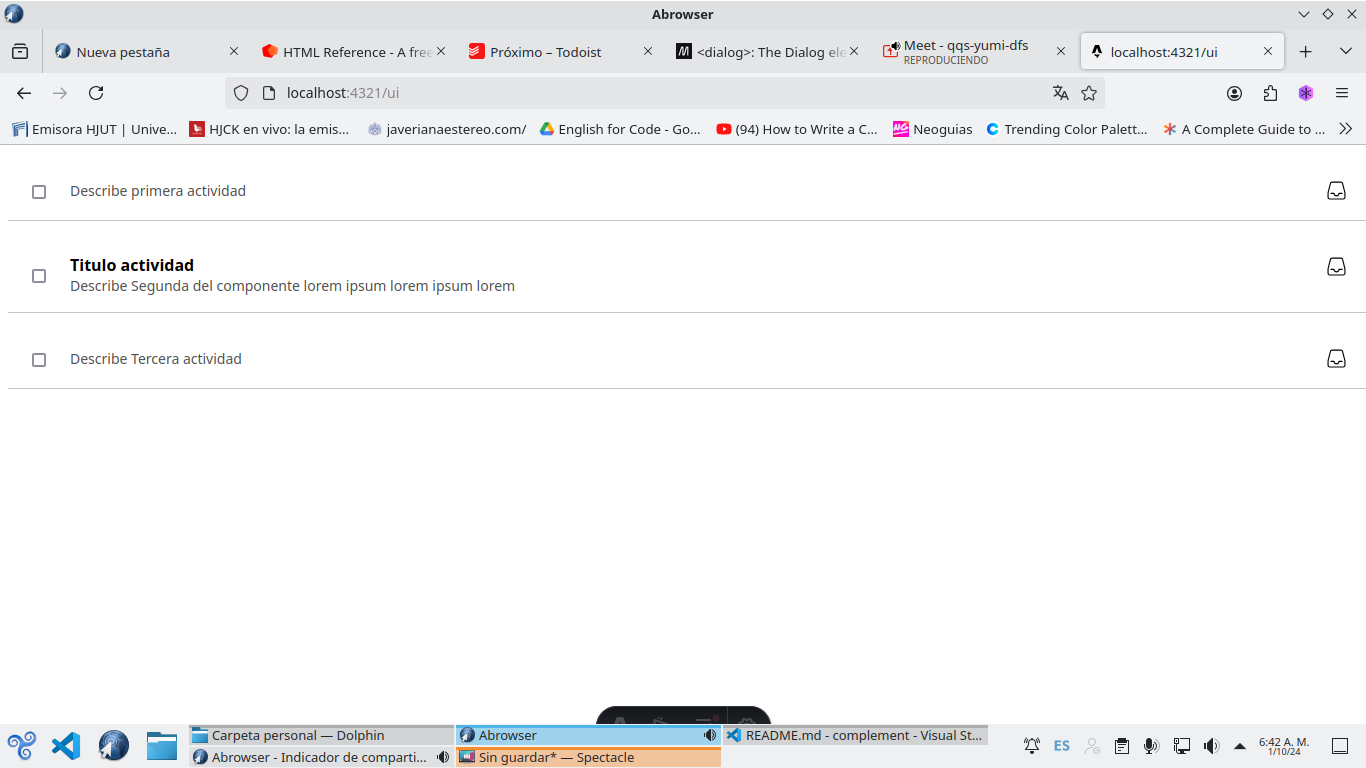 Abrowser
Nueva pestaña
HTML Reference - A free
Próximo – Todoist
<dialog>: The Dialog ele
Meet - qqs-yumi-dfs
REPRODUCIENDO
localhost:4321/ui
localhost:4321/ui
Emisora HJUT | Unive...
HJCK en vivo: la emis...
javerianaestereo.com/
English for Code - Go...
(94) How to Write a C...
Neoguias
Trending Color Palett...
A Complete Guide to ...
Describe primera actividad
Titulo actividad
Describe Segunda del componente lorem ipsum lorem ipsum lorem
Describe Tercera actividad
Carpeta personal — Dolphin
Abrowser
README.md - complement - Visual St...
Abrowser - Indicador de comparti...
Sin guardar* — Spectacle
ES
6:42 A. M.
1/10/24